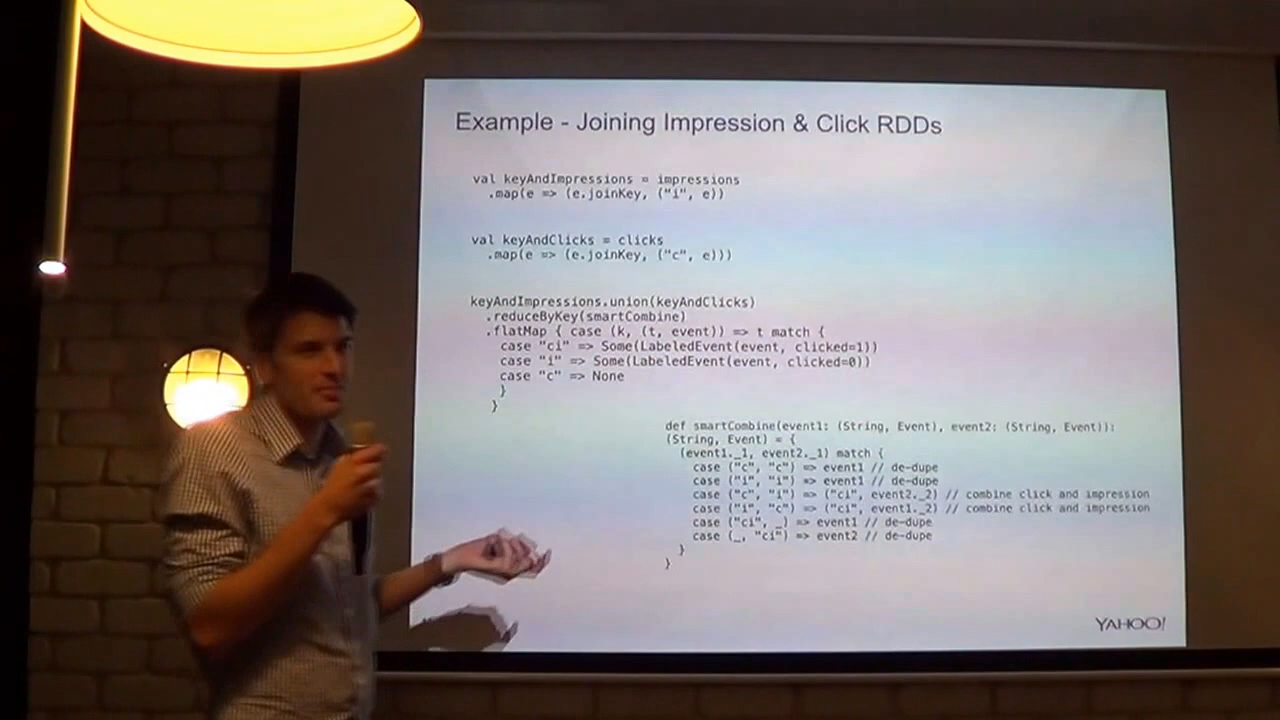 Example - Joining Impression & Click RDDs
val keyAndImpressions = impressions
.map(e => (e.joinKey, ("i", e))
val keyAndClicks = clicks
.map(e => (e.joinKey, ("c", e)))
keyAndImpressions.union(keyAndClicks)
.reduceByKey(smartCombine)
.flatMap { case (k, (t, event)) => t match {
case "ci" => Some(LabeledEvent(event, clicked=1))
case "i" => Some(LabeledEvent(event, clicked=0))
case "c" => None
}
}
def smartCombine(event1: (String, Event), event2: (String, Event)):
(String, Event) = {
(event1._1, event2._1) match {
case ("c", "c") => event1 // de-dupe
case ("i", "i") => event1 // de-dupe
case ("c", "i") => ("ci", event2._2) // combine click and impression
case ("i", "c") => ("ci", event1._2) // combine click and impression
case ("ci", _) => event1 // de-dupe
case (_, "ci") => event2 // de-dupe
}
}
YAHOO!